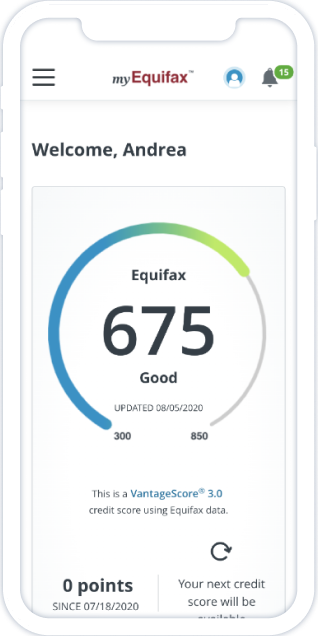 myEquifax™
15
Welcome, Andrea
Equifax
675
Good
UPDATED 08/05/2020
300 850
This is a VantageScore® 3.0
credit score using Equifax data.
0 points
SINCE 07/18/2020
Your next credit
score will be
available